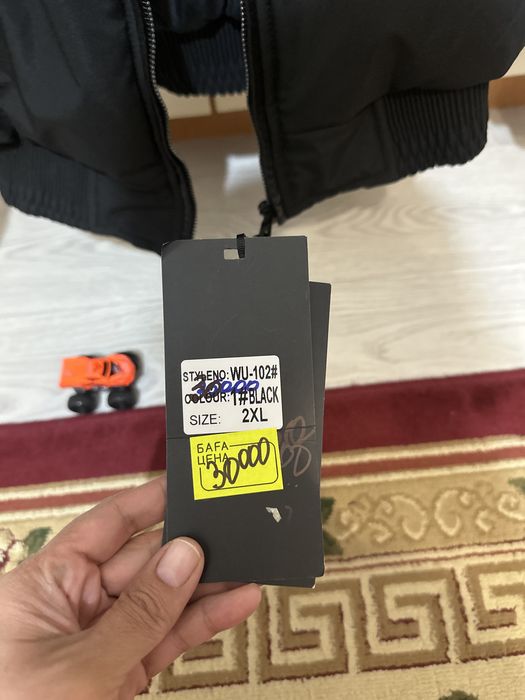 STYLENO: WU-102#
30000
COLOUR: 1#BLACK
SIZE: 2XL
БАҒА
ЦЕНА
30000